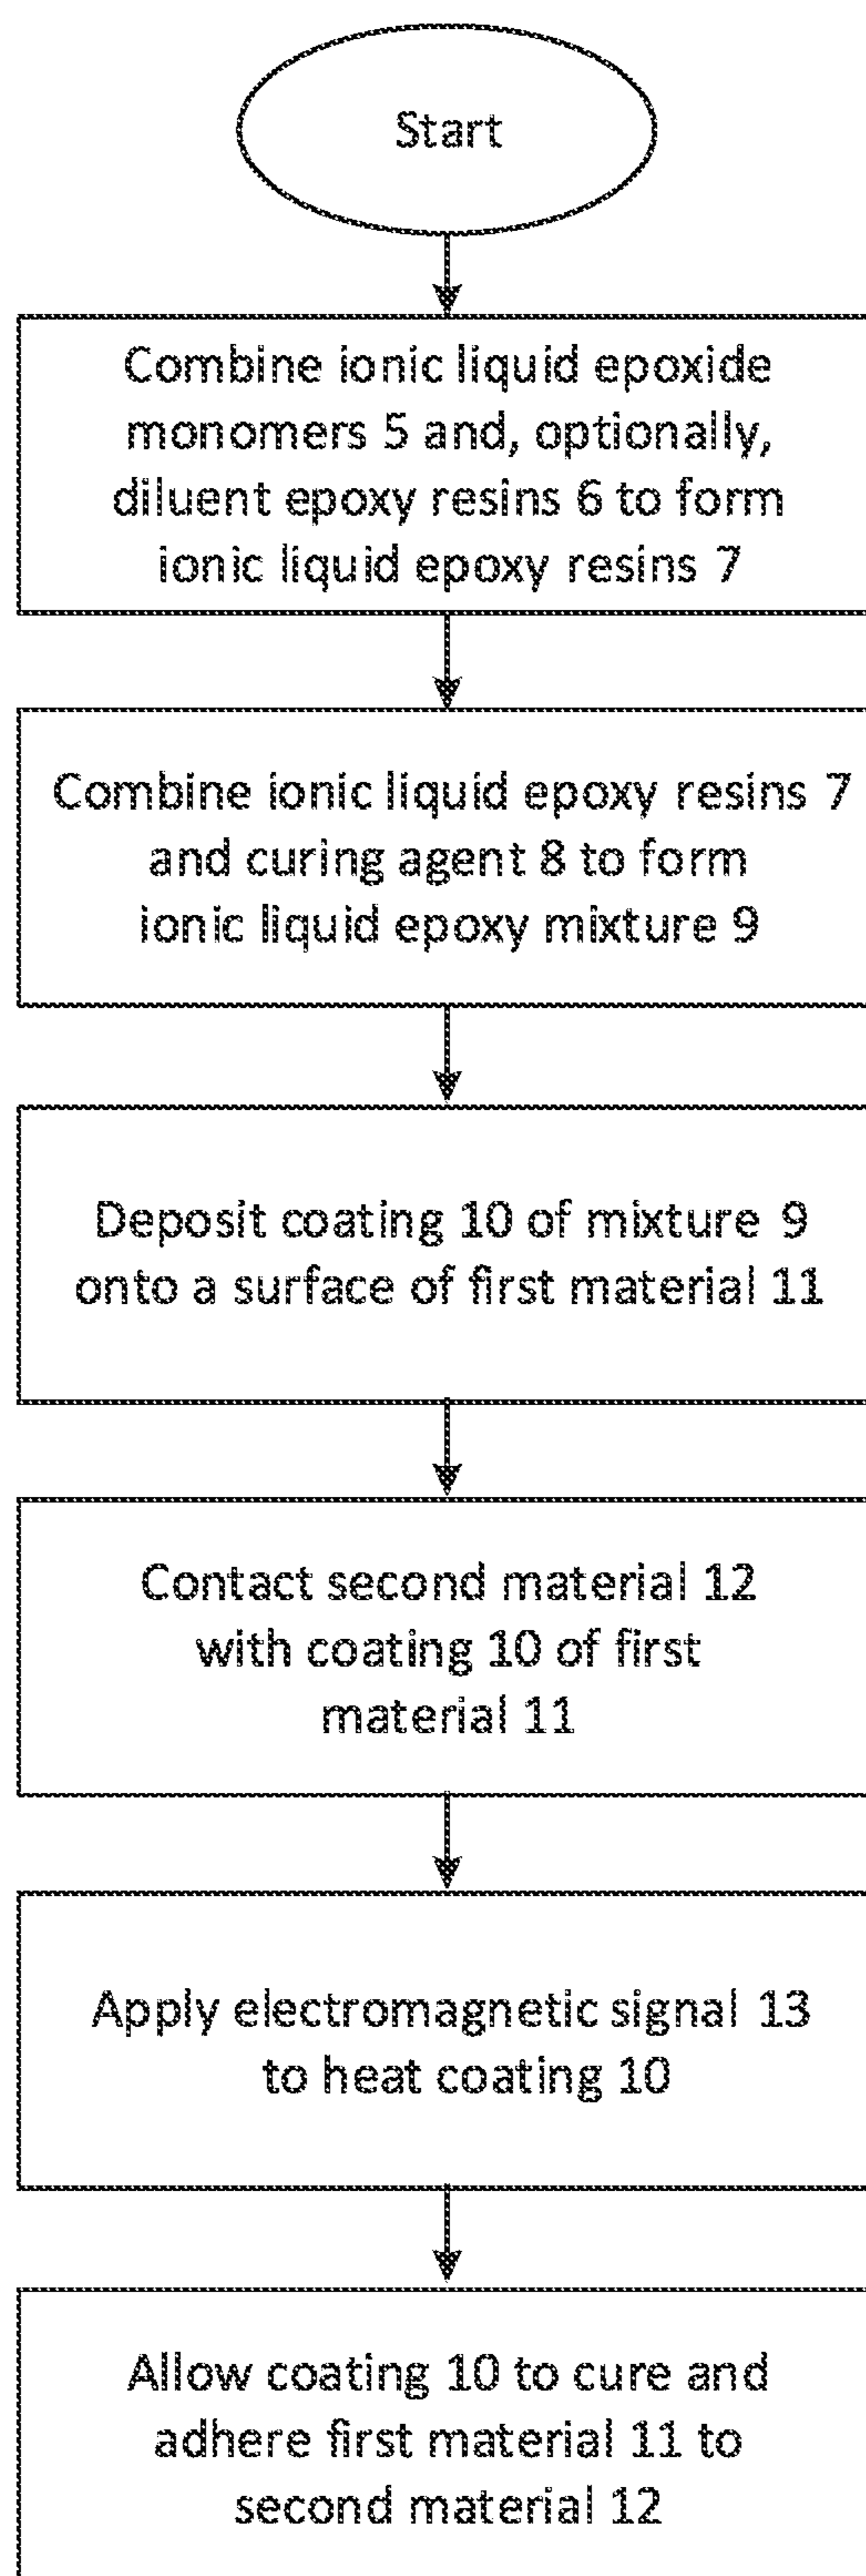 Start
Combine ionic liquid epoxide
monomers 5 and, optionally,
diluent epoxy resins 6 to form
ionic liquid epoxy resins 7
Combine ionic liquid epoxy resins 7
and curing agent 8 to form
ionic liquid epoxy mixture 9
Deposit coating 10 of mixture 9
onto a surface of first material 11
Contact second material 12
with coating 10 of first
material 11
Apply electromagnetic signal 13
to heat coating 10
Allow coating 10 to cure and
adhere first material 11 to
second material 12